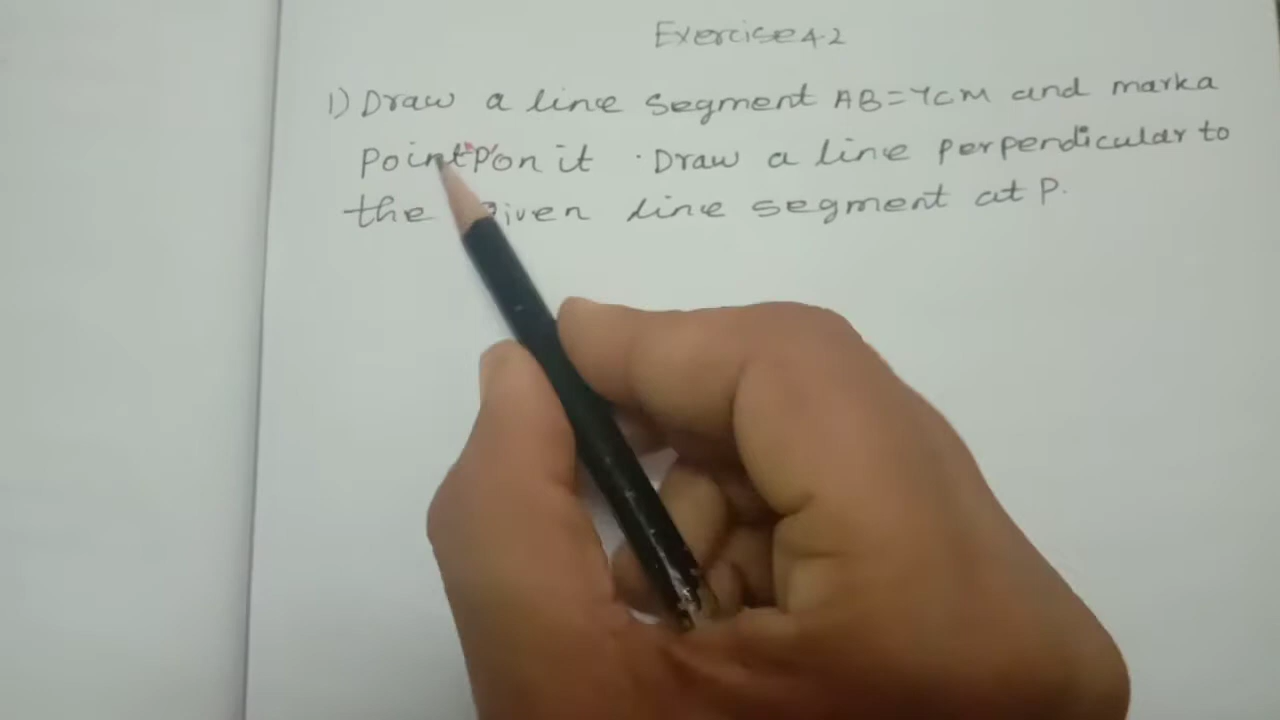 Exercise 4.2
1) Draw a line segment AB=7cm and mark a
point 'P' on it . Draw a line perpendicular to
the given line segment at P.